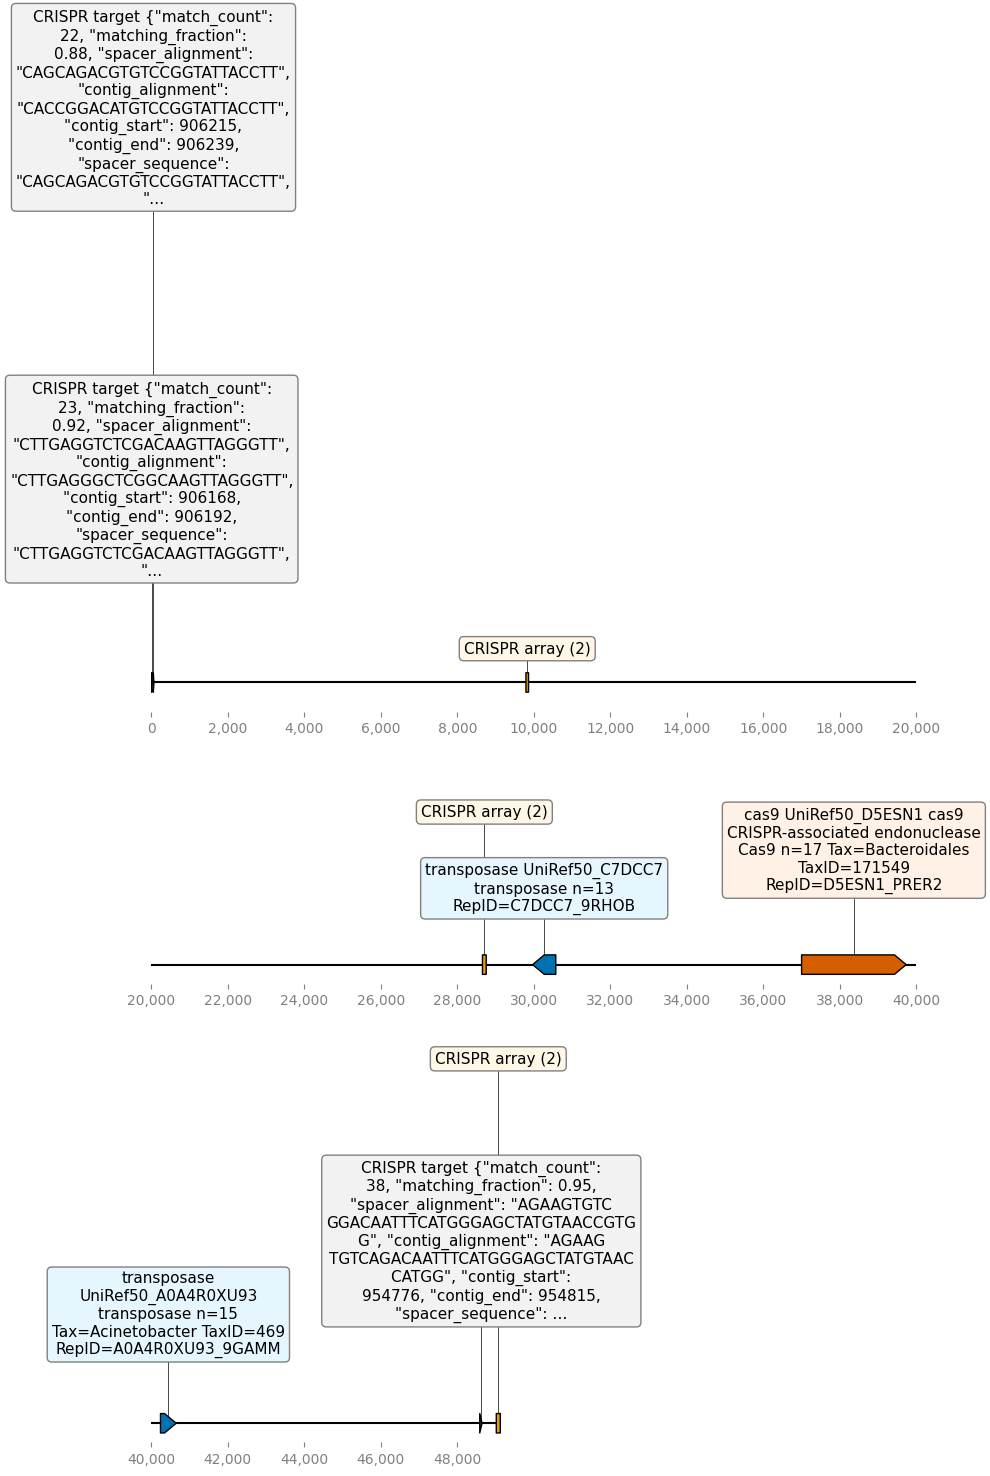 CRISPR target {"match_count":
22, "matching_fraction":
0.88, "spacer_alignment":
"CAGCAGACGTGTCCGGTATTACCTT",
"contig_alignment":
"CACCGGACATGTCCGGTATTACCTT",
"contig_start": 906215,
"contig_end": 906239,
"spacer_sequence":
"CAGCAGACGTGTCCGGTATTACCTT",
"...
CRISPR target {"match_count":
23, "matching_fraction":
0.92, "spacer_alignment":
"CTTGAGGTCTCGACAAGTTAGGGTT",
"contig_alignment":
"CTTGAGGGCTCGGCAAGTTAGGGTT",
"contig_start": 906168,
"contig_end": 906192,
"spacer_sequence":
"CTTGAGGTCTCGACAAGTTAGGGTT",
"...
CRISPR array (2)
0 2,000 4,000 6,000 8,000 10,000 12,000 14,000 16,000 18,000 20,000
CRISPR array (2)
transposase UniRef50_C7DCC7
transposase n=13
RepID=C7DCC7_9RHOB
cas9 UniRef50_D5ESN1 cas9
CRISPR-associated endonuclease
Cas9 n=17 Tax=Bacteroidales
TaxID=171549
RepID=D5ESN1_PRER2
20,000 22,000 24,000 26,000 28,000 30,000 32,000 34,000 36,000 38,000 40,000
CRISPR array (2)
CRISPR target {"match_count":
38, "matching_fraction": 0.95,
"spacer_alignment": "AGAAGTGTC
GGACAATTTCATGGGAGCTATGTAACCGTG
G", "contig_alignment": "AGAAG
TGTCAGACAATTTCATGGGAGCTATGTAAC
CATGG", "contig_start":
954776, "contig_end": 954815,
"spacer_sequence": ...
transposase
UniRef50_A0A4R0XU93
transposase n=15
Tax=Acinetobacter TaxID=469
RepID=A0A4R0XU93_9GAMM
40,000 42,000 44,000 46,000 48,000